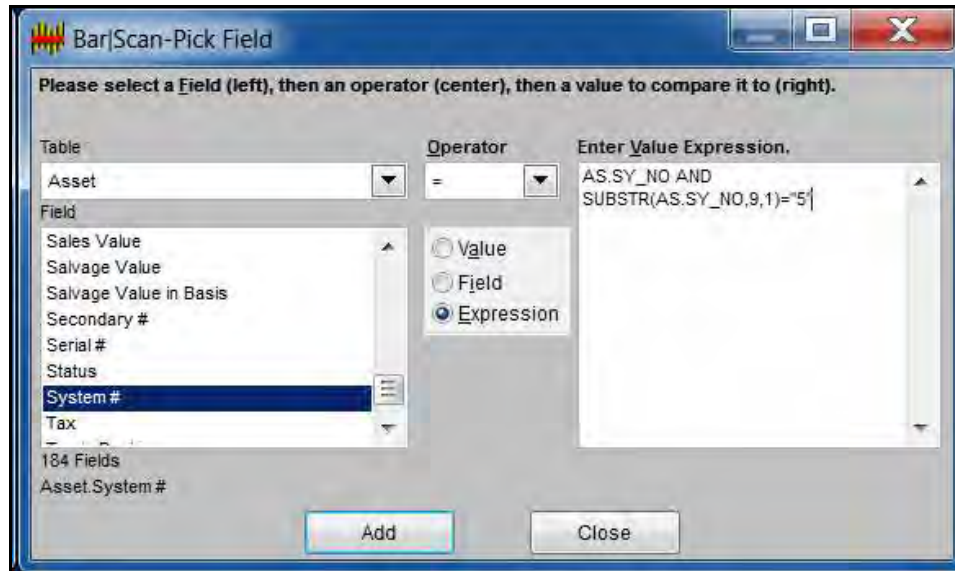 Bar|Scan-Pick Field
Please select a Field (left), then an operator (center), then a value to compare it to (right).
Table
Asset
Field
Sales Value
Salvage Value
Salvage Value in Basis
Secondary #
Serial #
Status
System #
Tax
184 Fields
Asset.System #
Operator
=
Value
Field
Expression
Enter Value Expression.
AS.SY_NO AND
SUBSTR(AS.SY_NO,9,1)="5"
Add
Close